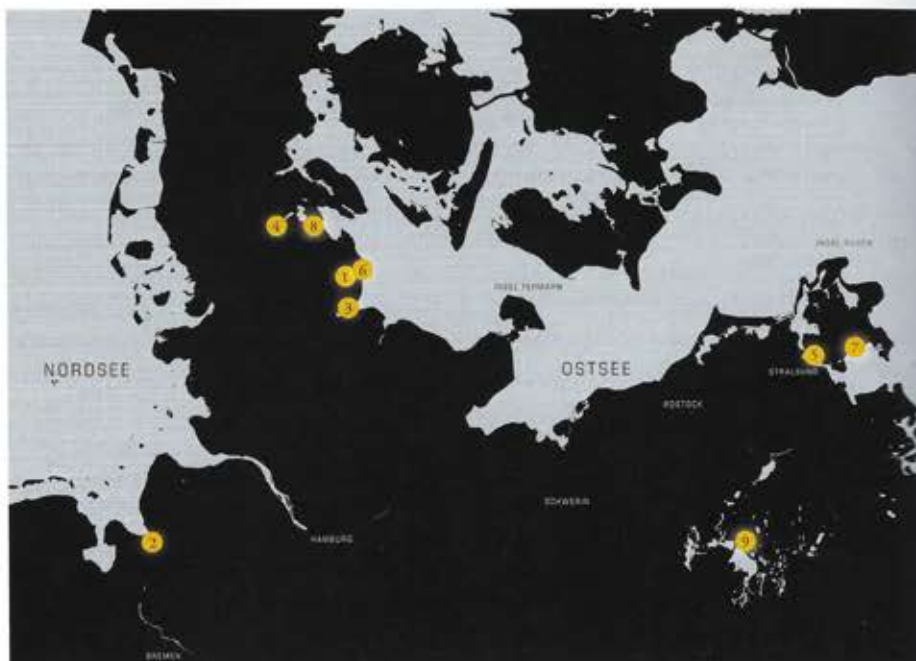 INSEL RÜGEN
4
8
1
6
INSEL FEHMARN
3
NORDSEE
OSTSEE
5
7
STRALSUND
ROSTOCK
SCHWERIN
2
HAMBURG
9
BREMEN